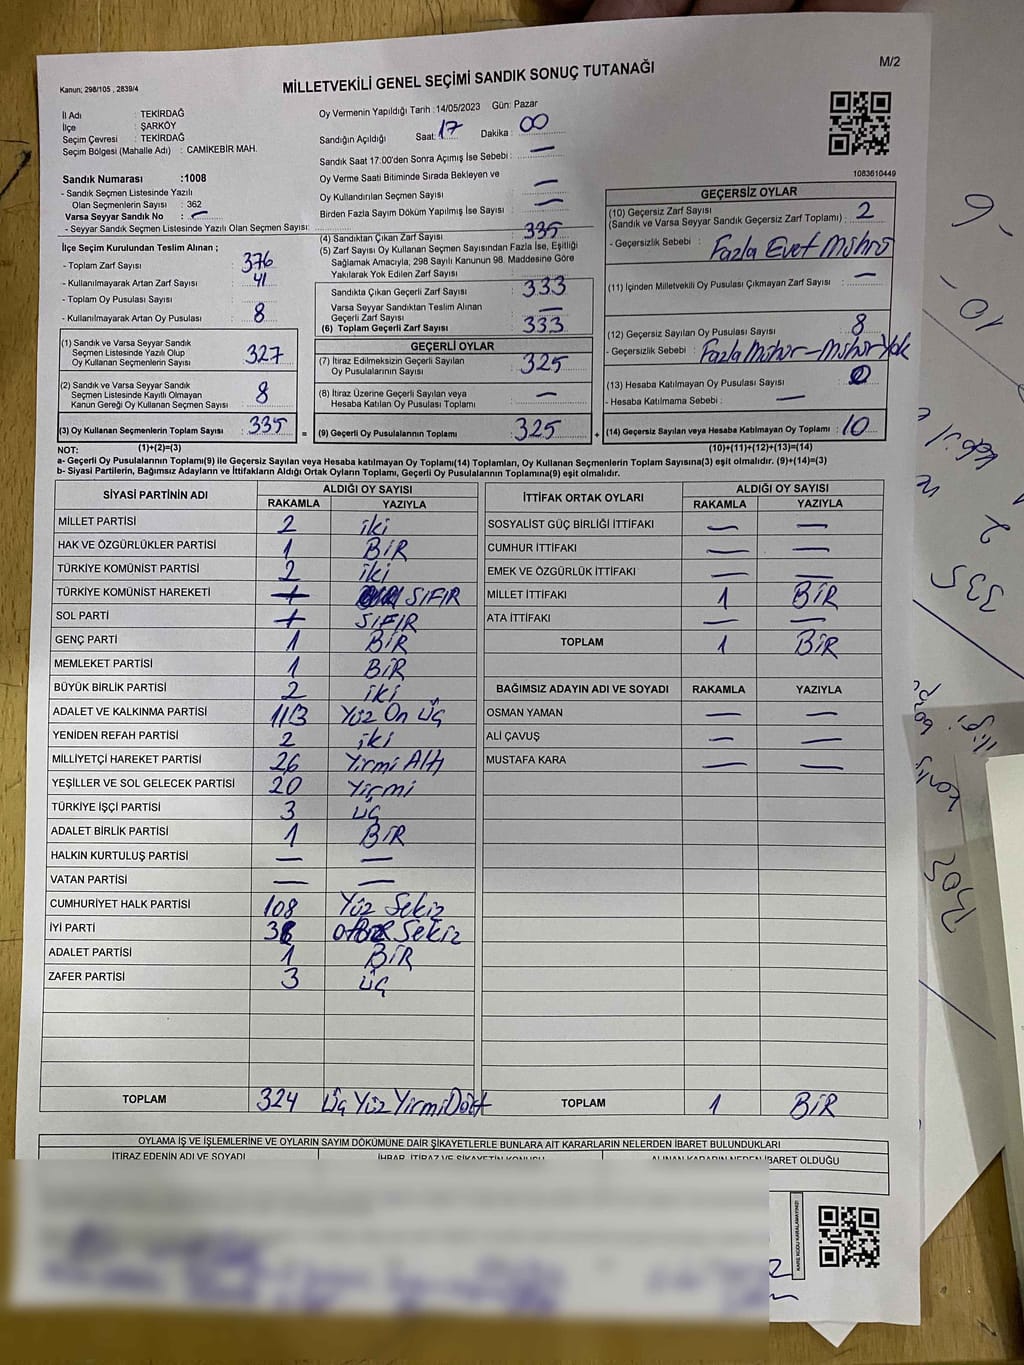 M/2
Kanun; 298/105 , 2839/4
MİLLETVEKİLİ GENEL SEÇİMİ SANDIK SONUÇ TUTANAĞI
İl Adı : TEKİRDAĞ
İlçe : ŞARKÖY
Seçim Çevresi : TEKİRDAĞ
Seçim Bölgesi (Mahalle Adı) : CAMİKEBİR MAH.
Sandık Numarası :1008
- Sandık Seçmen Listesinde Yazılı
Olan Seçmenlerin Sayısı : 362
Varsa Seyyar Sandık No : —
- Seyyar Sandık Seçmen Listesinde Yazılı Olan Seçmen Sayısı:
İlçe Seçim Kurulundan Teslim Alınan ;
- Toplam Zarf Sayısı : 376
- Kullanılmayarak Artan Zarf Sayısı : 41
- Toplam Oy Pusulası Sayısı :
- Kullanılmayarak Artan Oy Pusulası : 8
(1) Sandık ve Varsa Seyyar Sandık
Seçmen Listesinde Yazılı Olup
Oy Kullanan Seçmenlerin Sayısı : 327
(2) Sandık ve Varsa Seyyar Sandık
Seçmen Listesinde Kayıtlı Olmayan
Kanun Gereği Oy Kullanan Seçmen Sayısı : 8
(3) Oy Kullanan Seçmenlerin Toplam Sayısı : 335
(1)+(2)=(3)
Oy Vermenin Yapıldığı Tarih : 14/05/2023 Gün: Pazar
Sandığın Açıldığı Saat: 17 Dakika : 00
Sandık Saat 17:00'den Sonra Açımış İse Sebebi : —
Oy Verme Saati Bitiminde Sırada Bekleyen ve
Oy Kullandırılan Seçmen Sayısı : —
Birden Fazla Sayım Döküm Yapılmış İse Sayısı : —
(4) Sandıktan Çıkan Zarf Sayısı : 335
(5) Zarf Sayısı Oy Kullanan Seçmen Sayısından Fazla İse, Eşitliği
Sağlamak Amacıyla, 298 Sayılı Kanunun 98. Maddesine Göre
Yakılarak Yok Edilen Zarf Sayısı :
Sandıkta Çıkan Geçerli Zarf Sayısı : 333
Varsa Seyyar Sandıktan Teslim Alınan
Geçerli Zarf Sayısı : —
(6) Toplam Geçerli Zarf Sayısı : 333
GEÇERLİ OYLAR
(7) İtiraz Edilmeksizin Geçerli Sayılan
Oy Pusulalarının Sayısı : 325
(8) İtiraz Üzerine Geçerli Sayılan veya
Hesaba Katılan Oy Pusulası Toplamı : —
= (9) Geçerli Oy Pusulalarının Toplamı : 325 +
1083610449
GEÇERSİZ OYLAR
(10) Geçersiz Zarf Sayısı
(Sandık ve Varsa Seyyar Sandık Geçersiz Zarf Toplamı) : 2
- Geçersizlik Sebebi : Fazla Evet Mührü
(11) İçinden Milletvekili Oy Pusulası Çıkmayan Zarf Sayısı : —
(12) Geçersiz Sayılan Oy Pusulası Sayısı : 8
- Geçersizlik Sebebi : Fazla Mühür – Mühür Yok
(13) Hesaba Katılmayan Oy Pusulası Sayısı : 0
- Hesaba Katılmama Sebebi : —
(14) Geçersiz Sayılan veya Hesaba Katılmayan Oy Toplamı : 10
(10)+(11)+(12)+(13)=(14)
NOT:
a- Geçerli Oy Pusulalarının Toplamı(9) ile Geçersiz Sayılan veya Hesaba katılmayan Oy Toplamı(14) Toplamları, Oy Kullanan Seçmenlerin Toplam Sayısına(3) eşit olmalıdır. (9)+(14)=(3)
b- Siyasi Partilerin, Bağımsız Adayların ve İttifakların Aldığı Ortak Oyların Toplamı, Geçerli Oy Pusulalarının Toplamına(9) eşit olmalıdır.
SİYASİ PARTİNİN ADI ALDIĞI OY SAYISI
RAKAMLA YAZIYLA
MİLLET PARTİSİ 2 iki
HAK VE ÖZGÜRLÜKLER PARTİSİ 1 BİR
TÜRKİYE KOMÜNİST PARTİSİ 2 iki
TÜRKİYE KOMÜNİST HAREKETİ SIFIR
SOL PARTİ SIFIR
GENÇ PARTİ 1 BİR
MEMLEKET PARTİSİ 1 BİR
BÜYÜK BİRLİK PARTİSİ 2 iki
ADALET VE KALKINMA PARTİSİ 113 Yüz On Üç
YENİDEN REFAH PARTİSİ 2 iki
MİLLİYETÇİ HAREKET PARTİSİ 26 Yirmi Altı
YEŞİLLER VE SOL GELECEK PARTİSİ 20 Yirmi
TÜRKİYE İŞÇİ PARTİSİ 3 üç
ADALET BİRLİK PARTİSİ 1 BİR
HALKIN KURTULUŞ PARTİSİ — —
VATAN PARTİSİ — —
CUMHURİYET HALK PARTİSİ 108 Yüz Sekiz
İYİ PARTİ 38 Sekiz
ADALET PARTİSİ 1 BİR
ZAFER PARTİSİ 3 üç
TOPLAM 324 Üç Yüz Yirmi Dört
İTTİFAK ORTAK OYLARI ALDIĞI OY SAYISI
RAKAMLA YAZIYLA
SOSYALİST GÜÇ BİRLİĞİ İTTİFAKI — —
CUMHUR İTTİFAKI — —
EMEK VE ÖZGÜRLÜK İTTİFAKI — —
MİLLET İTTİFAKI 1 BİR
ATA İTTİFAKI — —
TOPLAM 1 BİR
BAĞIMSIZ ADAYIN ADI VE SOYADI RAKAMLA YAZIYLA
OSMAN YAMAN — —
ALİ ÇAVUŞ — —
MUSTAFA KARA — —
TOPLAM 1 BİR
OYLAMA İŞ VE İŞLEMLERİNE VE OYLARIN SAYIM DÖKÜMÜNE DAİR ŞİKAYETLERLE BUNLARA AİT KARARLARIN NELERDEN İBARET BULUNDUKLARI
İTİRAZ EDENİN ADI VE SOYADI İHBAR, İTİRAZ VE ŞİKAYETİN KONUSU ALINAN KARARIN NEDEN İBARET OLDUĞU
KARE KODU KARALAMAYINIZ!
6
10
2
335
Boş